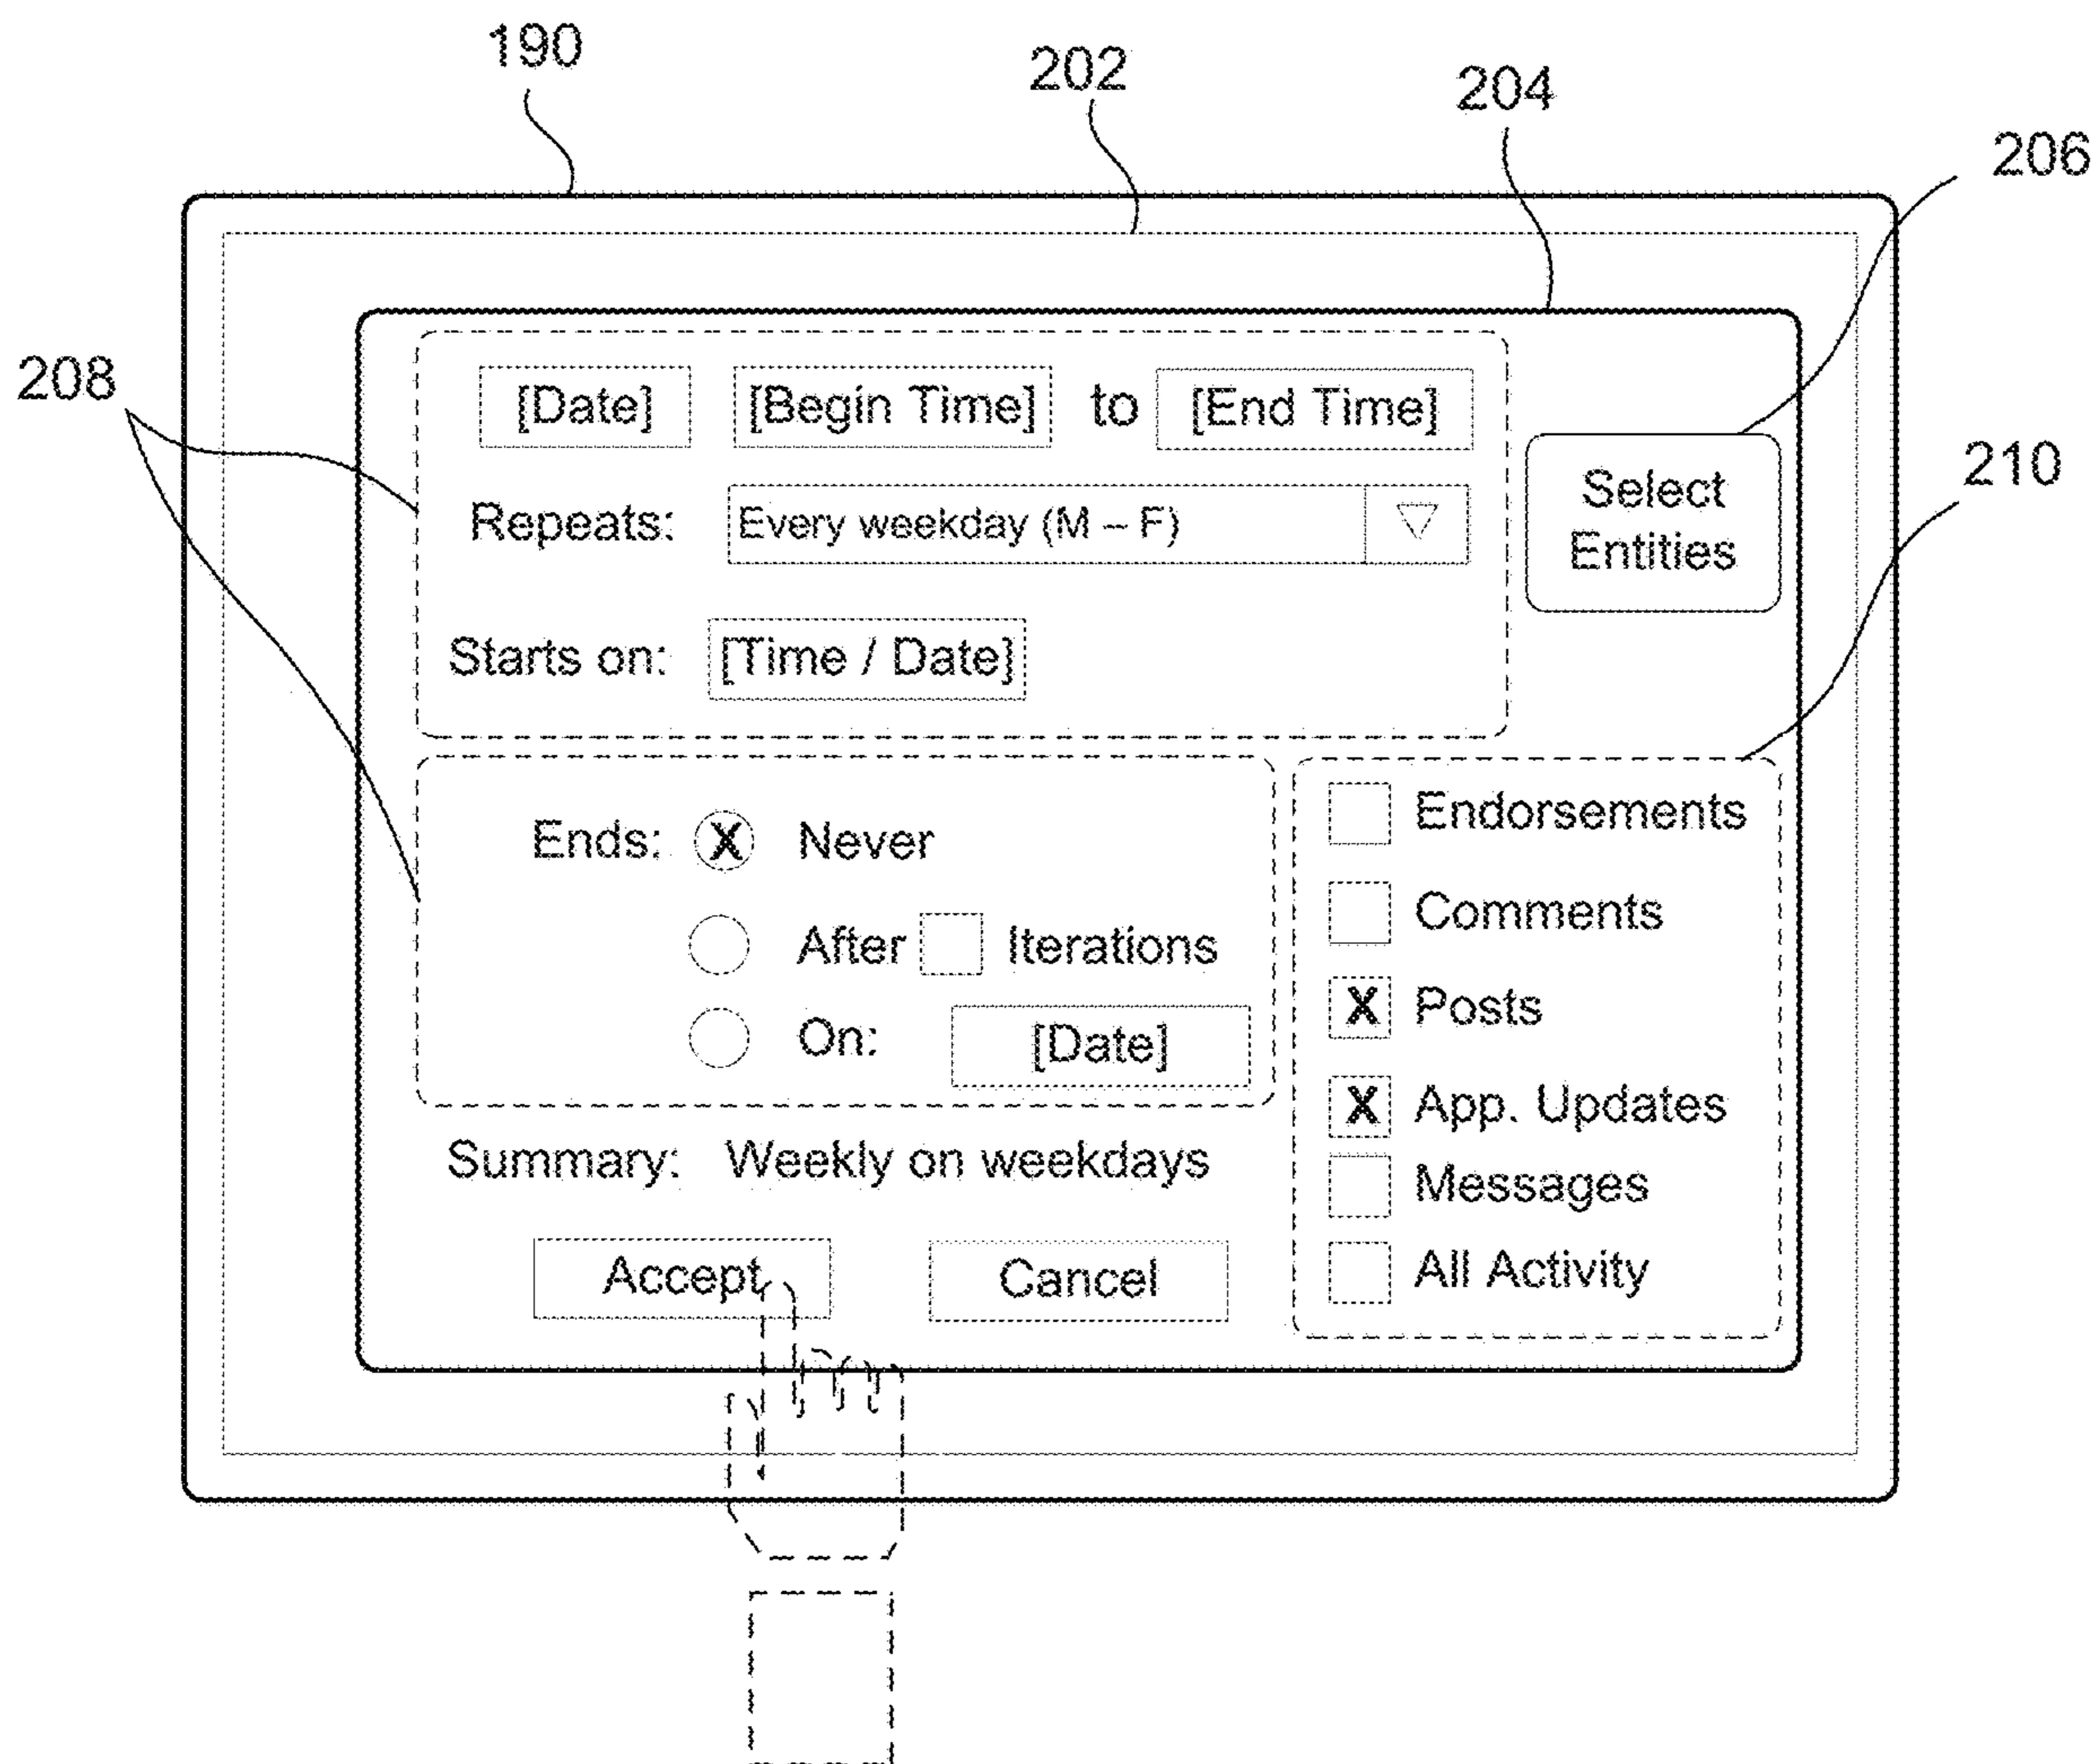 190
202
204
206
208
[Date] [Begin Time] to [End Time]
Select
Entities
210
Repeats: Every weekday (M – F)
Starts on: [Time / Date]
Ends: X Never
After Iterations
On: [Date]
Endorsements
Comments
X Posts
X App. Updates
Messages
All Activity
Summary: Weekly on weekdays
Accept Cancel